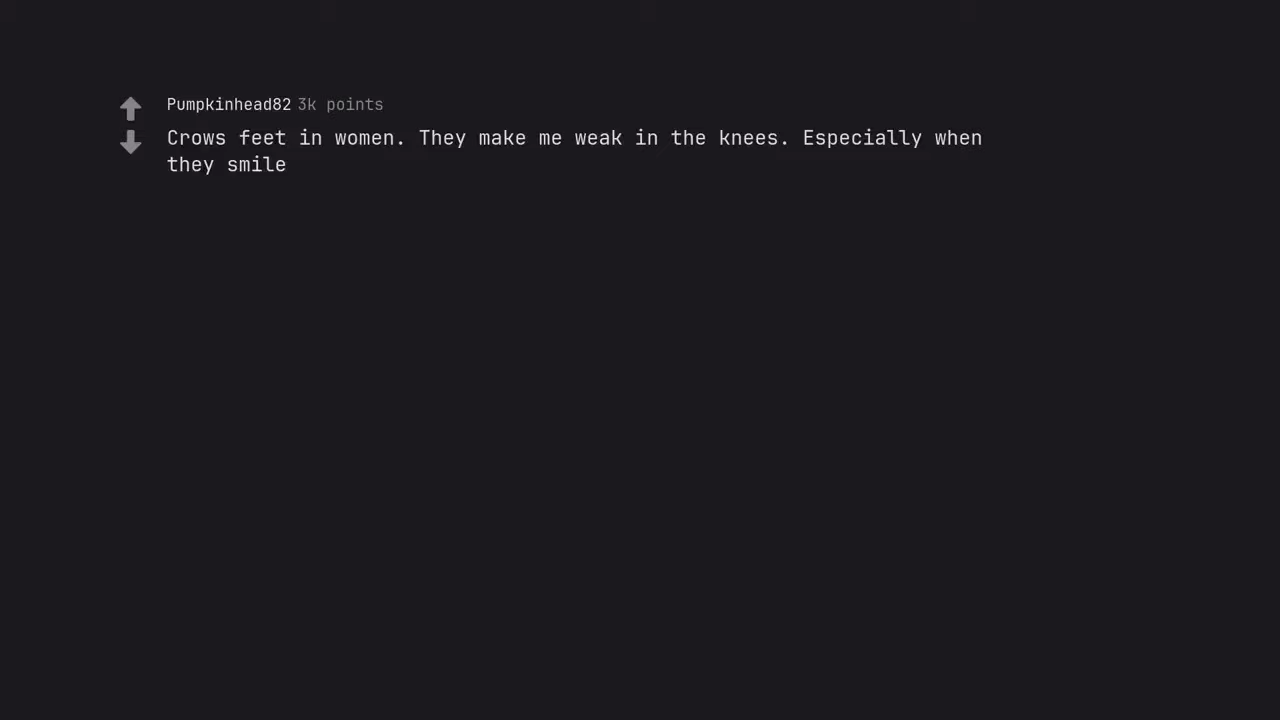 Pumpkinhead82 3k points
Crows feet in women. They make me weak in the knees. Especially when
they smile